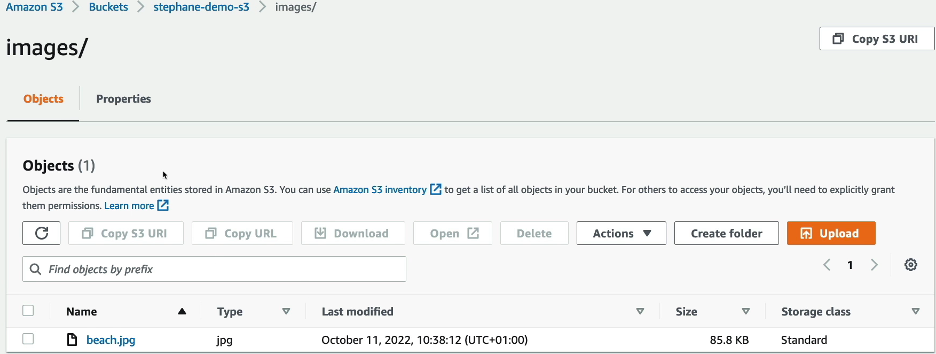 Amazon S3 > Buckets > stephane-demo-s3 > images/
images/
Copy S3 URI
Objects Properties
Objects (1)
Objects are the fundamental entities stored in Amazon S3. You can use Amazon S3 inventory to get a list of all objects in your bucket. For others to access your objects, you'll need to explicitly grant
them permissions. Learn more
Copy S3 URI Copy URL Download Open Delete Actions Create folder Upload
Find objects by prefix
1
Name Type Last modified Size Storage class
beach.jpg jpg October 11, 2022, 10:38:12 (UTC+01:00) 85.8 KB Standard